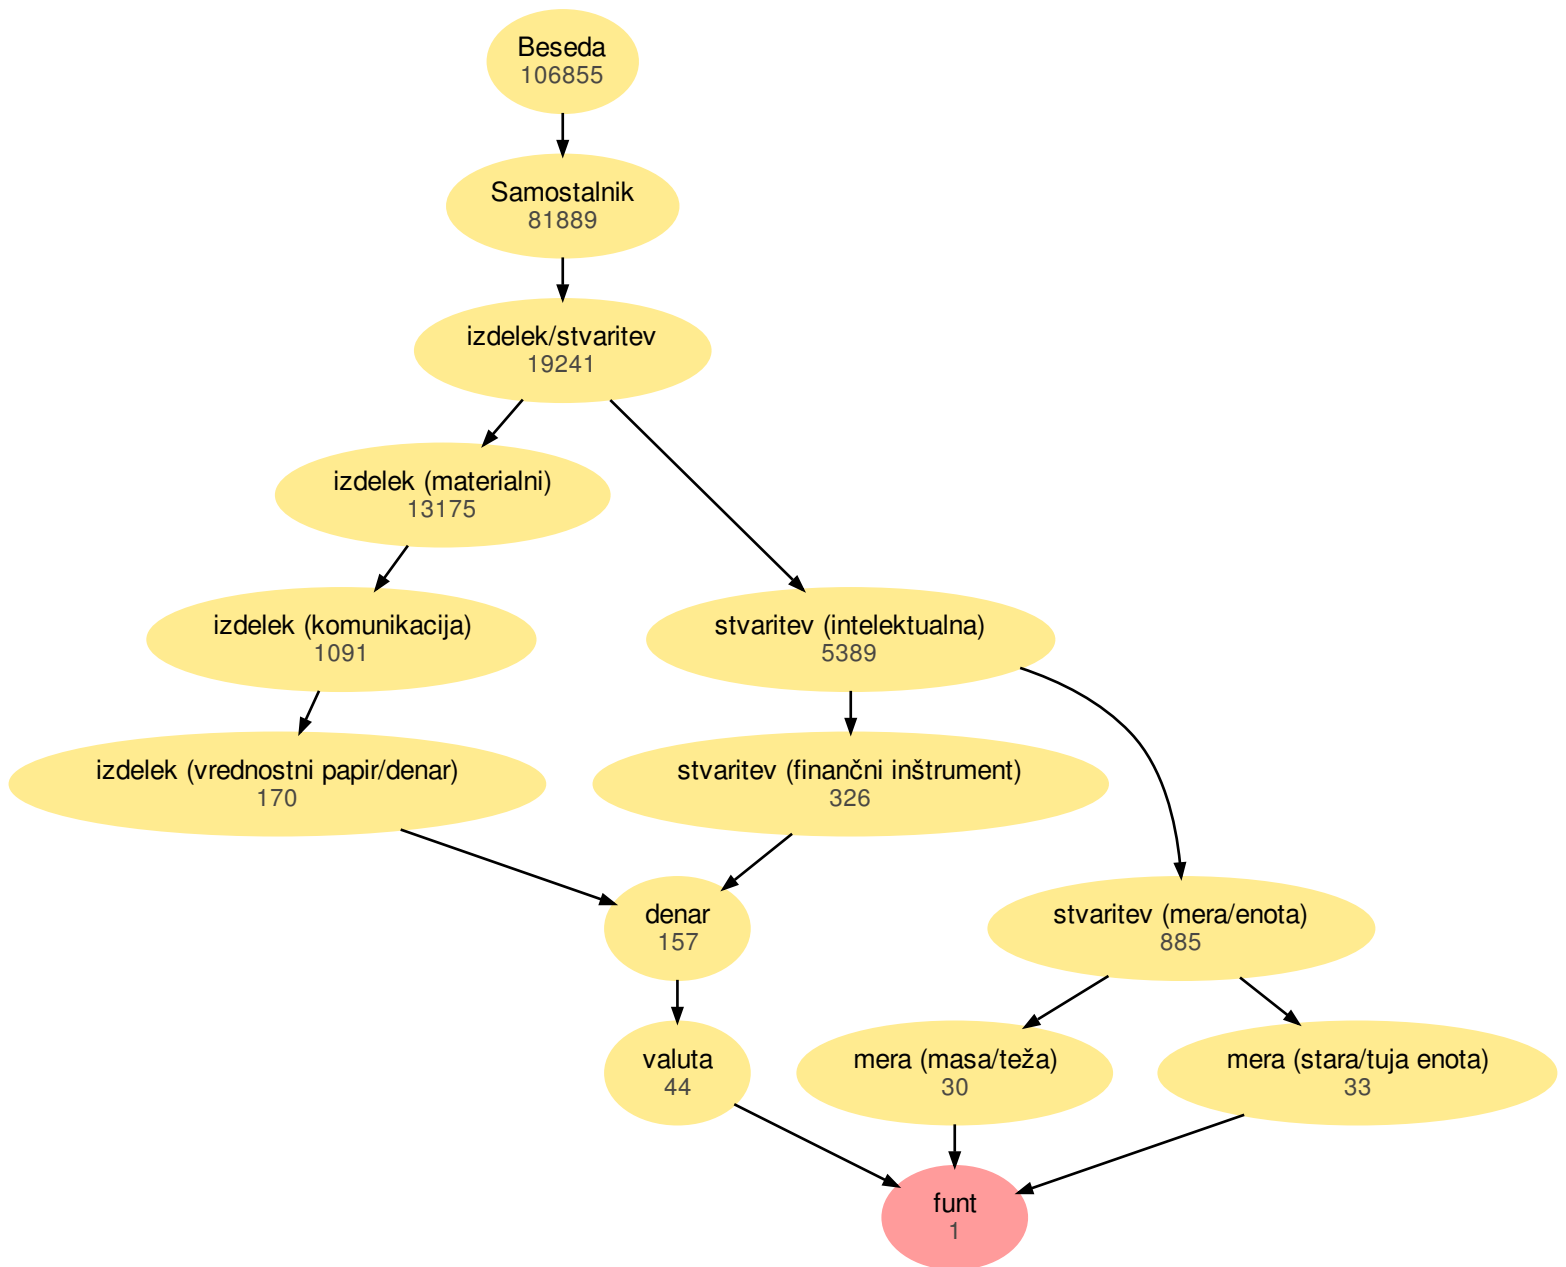 Beseda
106855
Samostalnik
81889
izdelek/stvaritev
19241
izdelek (materialni)
13175
izdelek (komunikacija)
1091
stvaritev (intelektualna)
5389
izdelek (vrednostni papir/denar)
170
stvaritev (finančni inštrument)
326
denar
157
stvaritev (mera/enota)
885
valuta
44
mera (masa/teža)
30
mera (stara/tuja enota)
33
funt
1